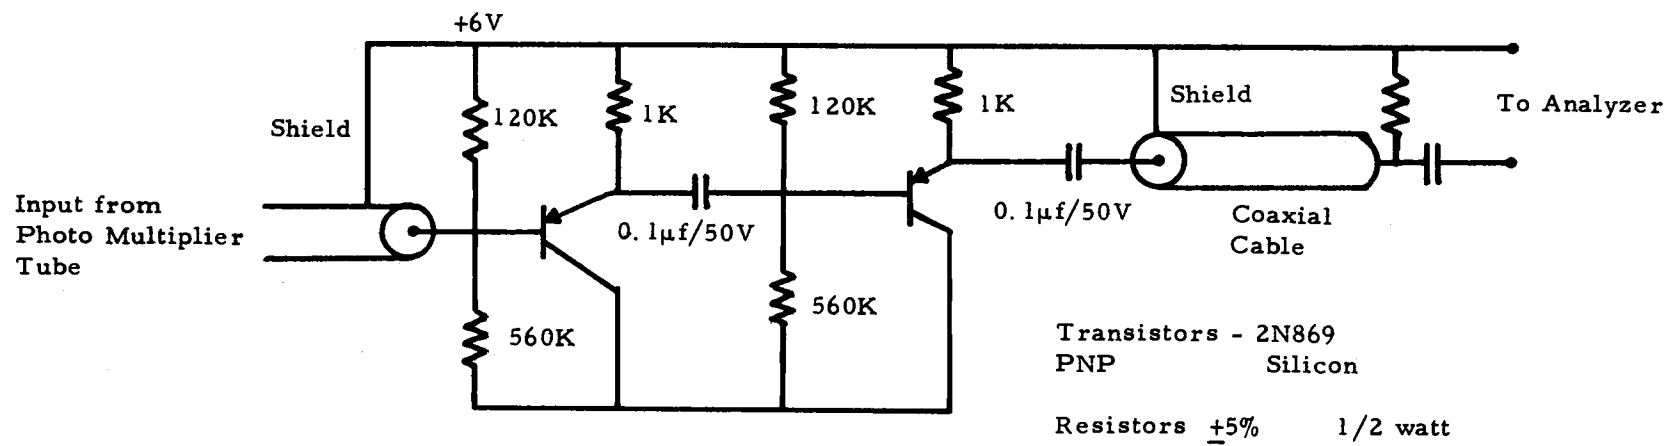 +6V
Shield
120K
1K
120K
1K
Shield
To Analyzer
Input from
Photo Multiplier
Tube
0.1µf/50V
0.1µf/50V
Coaxial
Cable
560K
560K
Transistors - 2N869
PNP Silicon
Resistors ±5% 1/2 watt